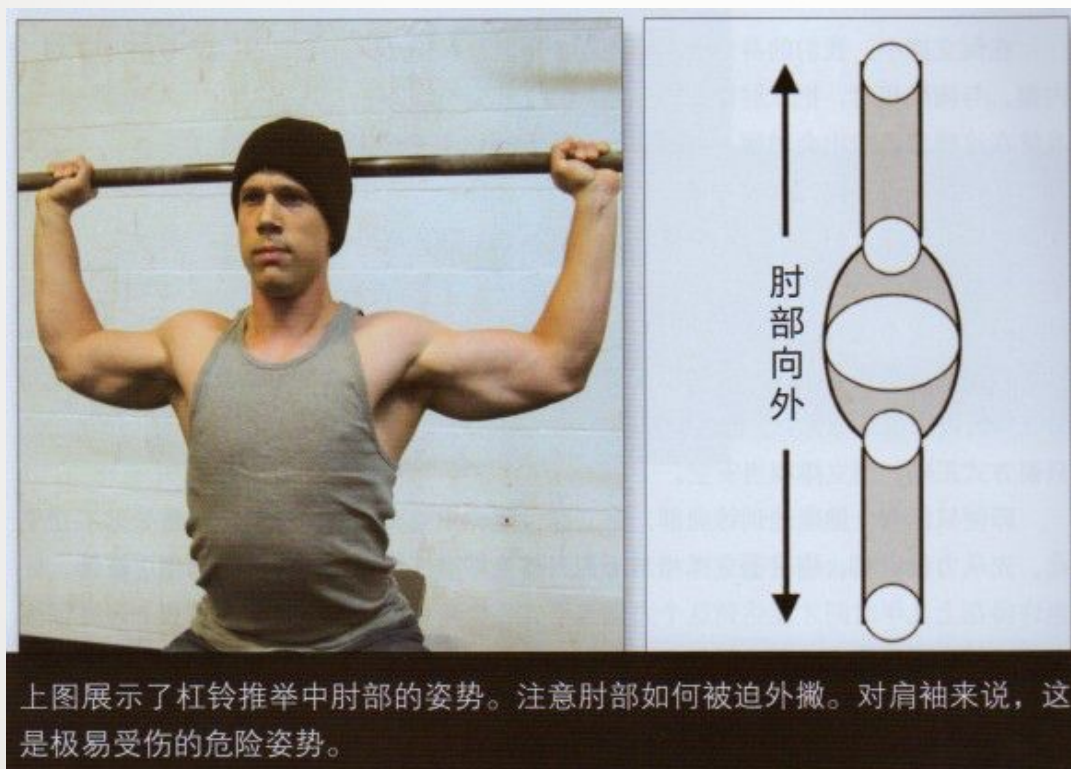 肘部向外
上图展示了杠铃推举中肘部的姿势。注意肘部如何被迫外撇。对肩袖来说，这
是极易受伤的危险姿势。